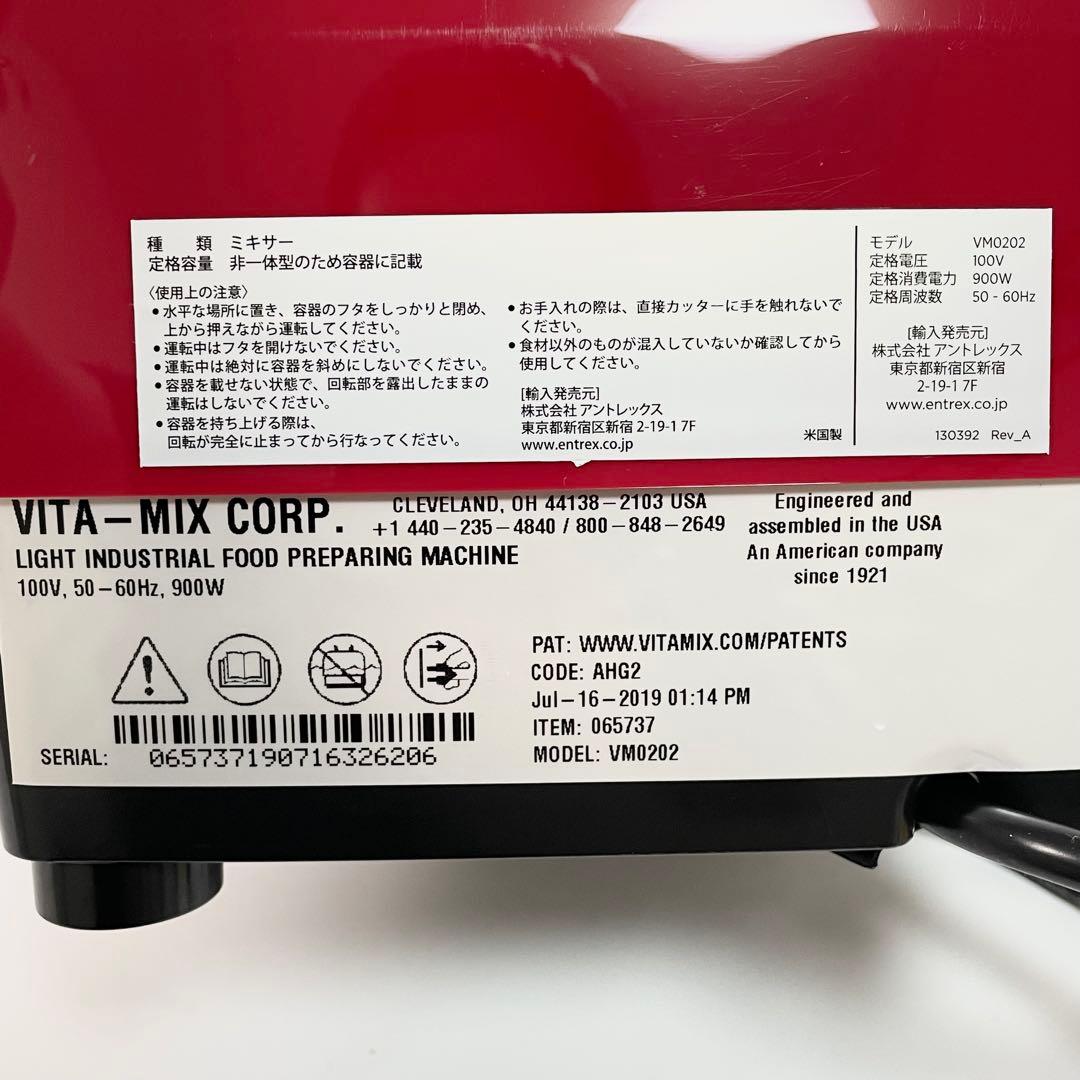 種　類　ミキサー
定格容量　非一体型のため容器に記載
〈使用上の注意〉
●水平な場所に置き、容器のフタをしっかりと閉め、
上から押えながら運転してください。
●運転中はフタを開けないでください。
●運転中は絶対に容器を斜めにしないでください。
●容器を載せない状態で、回転部を露出したままの
運転はしないでください。
●容器を持ち上げる際は、
回転が完全に止まってから行なってください。
●お手入れの際は、直接カッターに手を触れないで
ください。
●食材以外のものが混入していないか確認してから
使用してください。
[輸入発売元]
株式会社 アントレックス
東京都新宿区新宿 2-19-1 7F
www.entrex.co.jp
米国製
モデル　VM0202
定格電圧　100V
定格消費電力　900W
定格周波数　50 - 60Hz
[輸入発売元]
株式会社 アントレックス
東京都新宿区新宿
2-19-1 7F
www.entrex.co.jp
130392 Rev_A
VITA-MIX CORP.
CLEVELAND, OH 44138-2103 USA
+1 440-235-4840 / 800-848-2649
LIGHT INDUSTRIAL FOOD PREPARING MACHINE
100V, 50-60Hz, 900W
Engineered and
assembled in the USA
An American company
since 1921
PAT: WWW.VITAMIX.COM/PATENTS
CODE: AHG2
Jul-16-2019 01:14 PM
ITEM: 065737
MODEL: VM0202
SERIAL: 065737190716326206